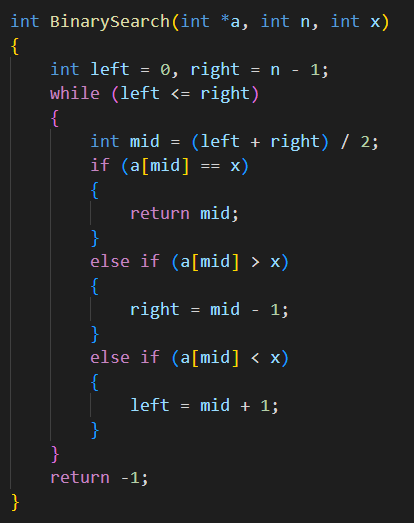 int BinarySearch(int *a, int n, int x)
{
    int left = 0, right = n - 1;
    while (left <= right)
    {
        int mid = (left + right) / 2;
        if (a[mid] == x)
        {
            return mid;
        }
        else if (a[mid] > x)
        {
            right = mid - 1;
        }
        else if (a[mid] < x)
        {
            left = mid + 1;
        }
    }
    return -1;
}